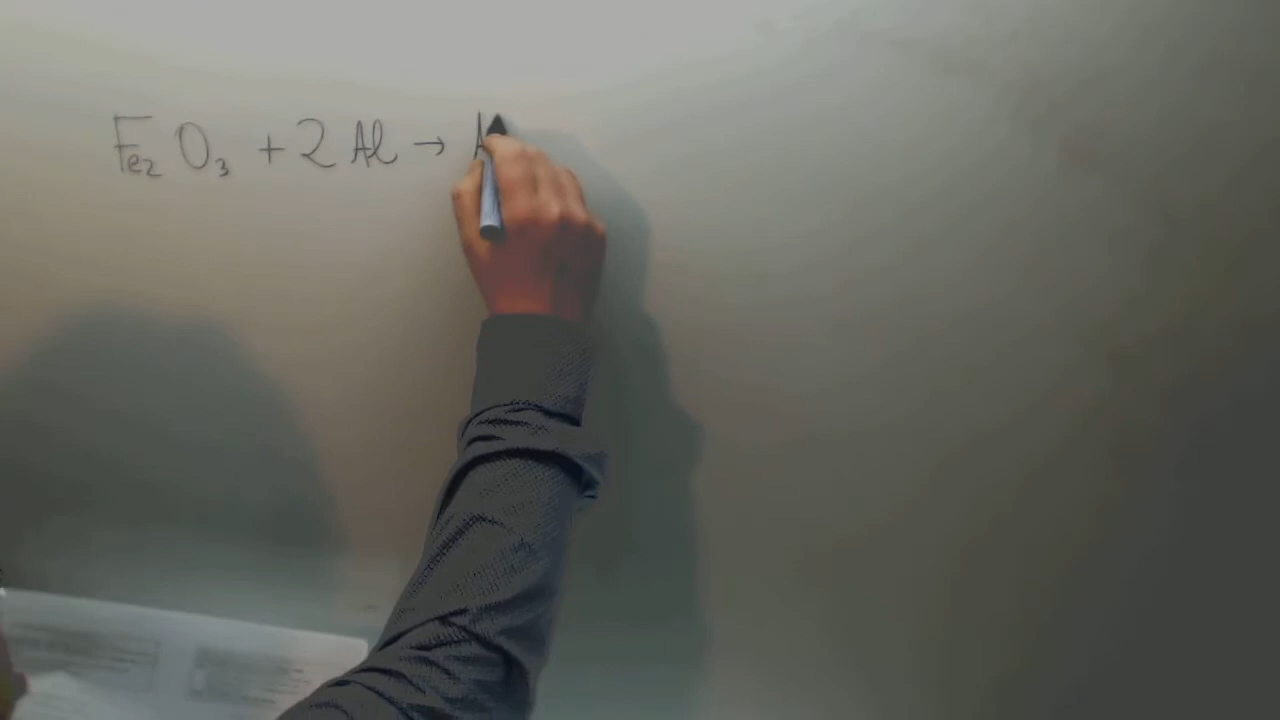 Fe₂ O₃ + 2 Al → A